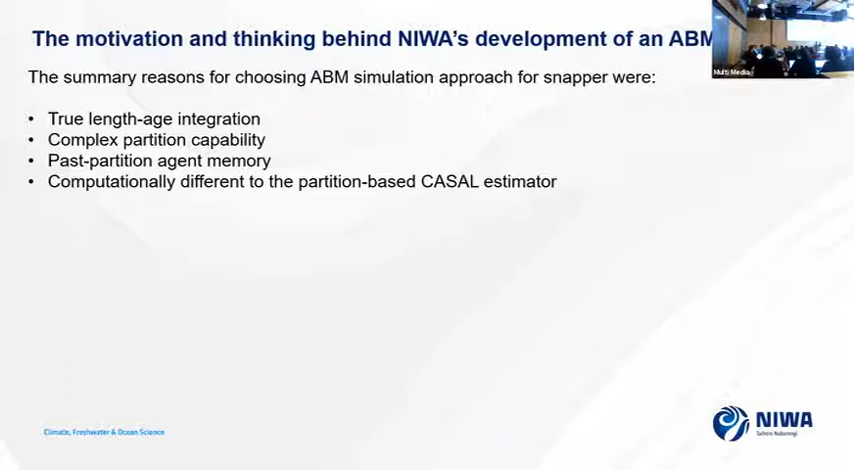 The motivation and thinking behind NIWA's development of an ABM
Multi Media
The summary reasons for choosing ABM simulation approach for snapper were:
• True length-age integration
• Complex partition capability
• Past-partition agent memory
• Computationally different to the partition-based CASAL estimator
Climate, Freshwater & Ocean Science
NIWA
Taihoro Nukurangi